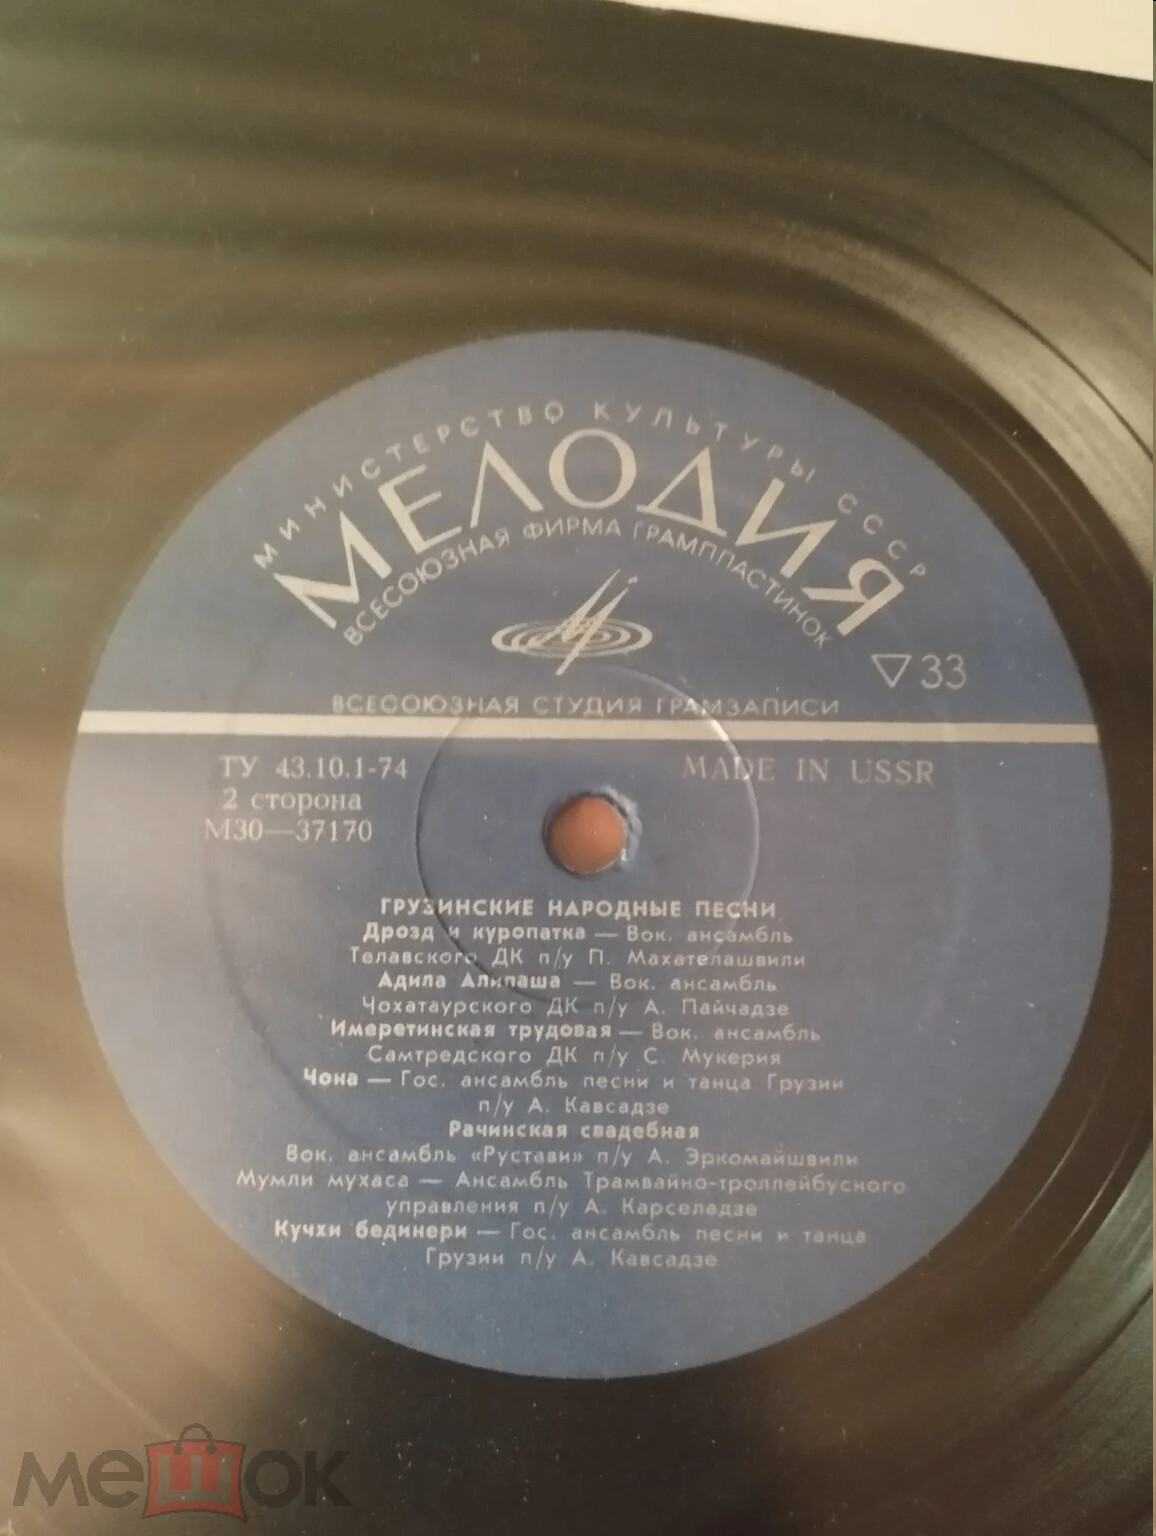 МИНИСТЕРСТВО КУЛЬТУРЫ СССР
МЕЛОДИЯ
ВСЕСОЮЗНАЯ ФИРМА ГРАМПЛАСТИНОК
▽33
ВСЕСОЮЗНАЯ СТУДИЯ ГРАМЗАПИСИ
ТУ 43.10.1-74
MADE IN USSR
2 сторона
М30—37170
ГРУЗИНСКИЕ НАРОДНЫЕ ПЕСНИ
Дрозд и куропатка — Вок. ансамбль
Телавского ДК п/у П. Махателашвили
Адила Алипаша — Вок. ансамбль
Чохатаурского ДК п/у А. Пайчадзе
Имеретинская трудовая — Вок. ансамбль
Самтредского ДК п/у С. Мукерия
Чона — Гос. ансамбль песни и танца Грузии
п/у А. Кавсадзе
Рачинская свадебная
Вок. ансамбль «Рустави» п/у А. Эркомайшвили
Мумли мухаса — Ансамбль Трамвайно-троллейбусного
управления п/у А. Карселадзе
Кучхи бединери — Гос. ансамбль песни и танца
Грузии п/у А. Кавсадзе
мешок